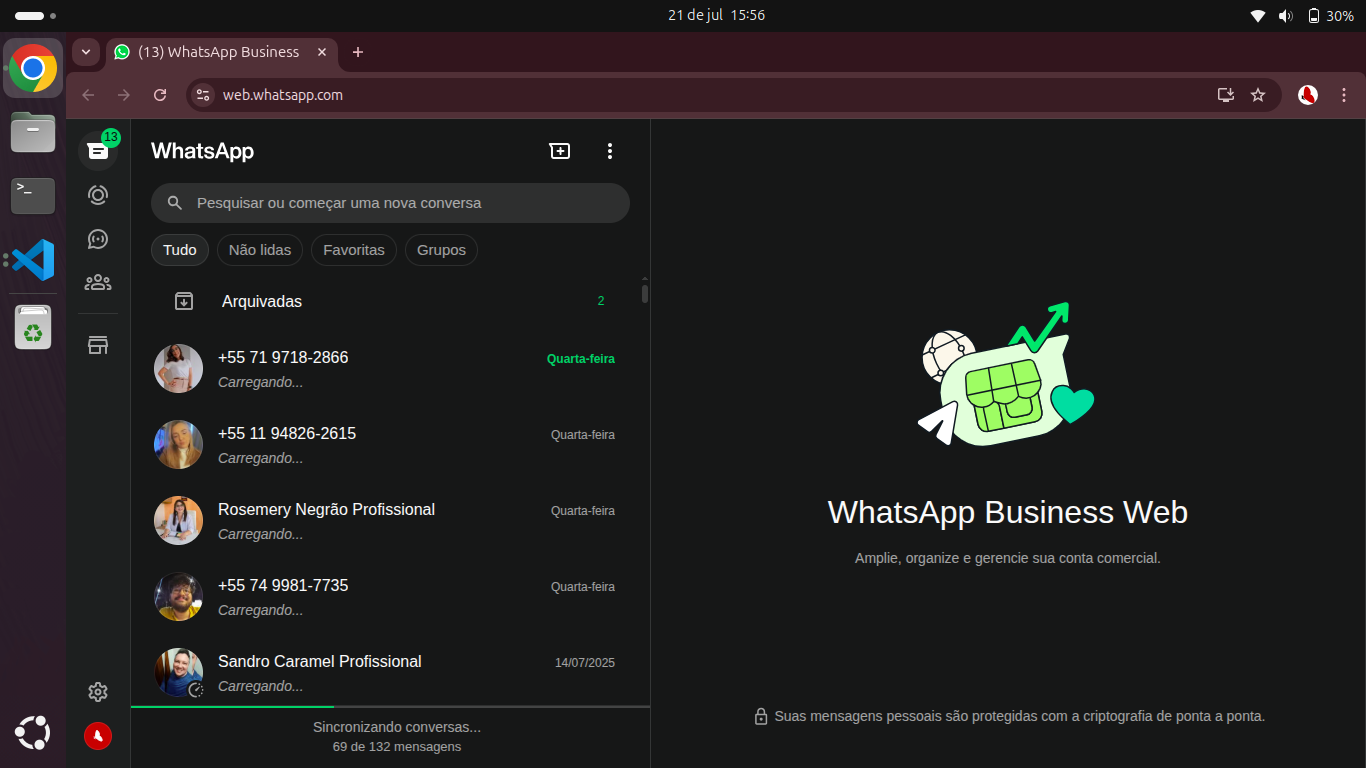 21 de jul 15:56
30%
(13) WhatsApp Business
web.whatsapp.com
13
WhatsApp
Pesquisar ou começar uma nova conversa
Tudo
Não lidas
Favoritas
Grupos
Arquivadas
2
+55 71 9718-2866
Quarta-feira
Carregando...
+55 11 94826-2615
Quarta-feira
Carregando...
Rosemery Negrão Profissional
Quarta-feira
Carregando...
+55 74 9981-7735
Quarta-feira
Carregando...
Sandro Caramel Profissional
14/07/2025
Carregando...
Sincronizando conversas...
69 de 132 mensagens
WhatsApp Business Web
Amplie, organize e gerencie sua conta comercial.
Suas mensagens pessoais são protegidas com a criptografia de ponta a ponta.